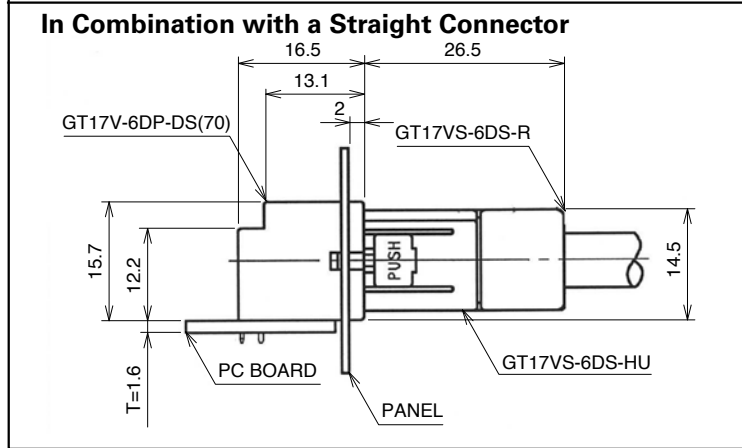 In Combination with a Straight Connector
16.5
26.5
13.1
2
GT17V-6DP-DS(70)
GT17VS-6DS-R
15.7
12.2
PUSH
14.5
T=1.6
PC BOARD
GT17VS-6DS-HU
PANEL